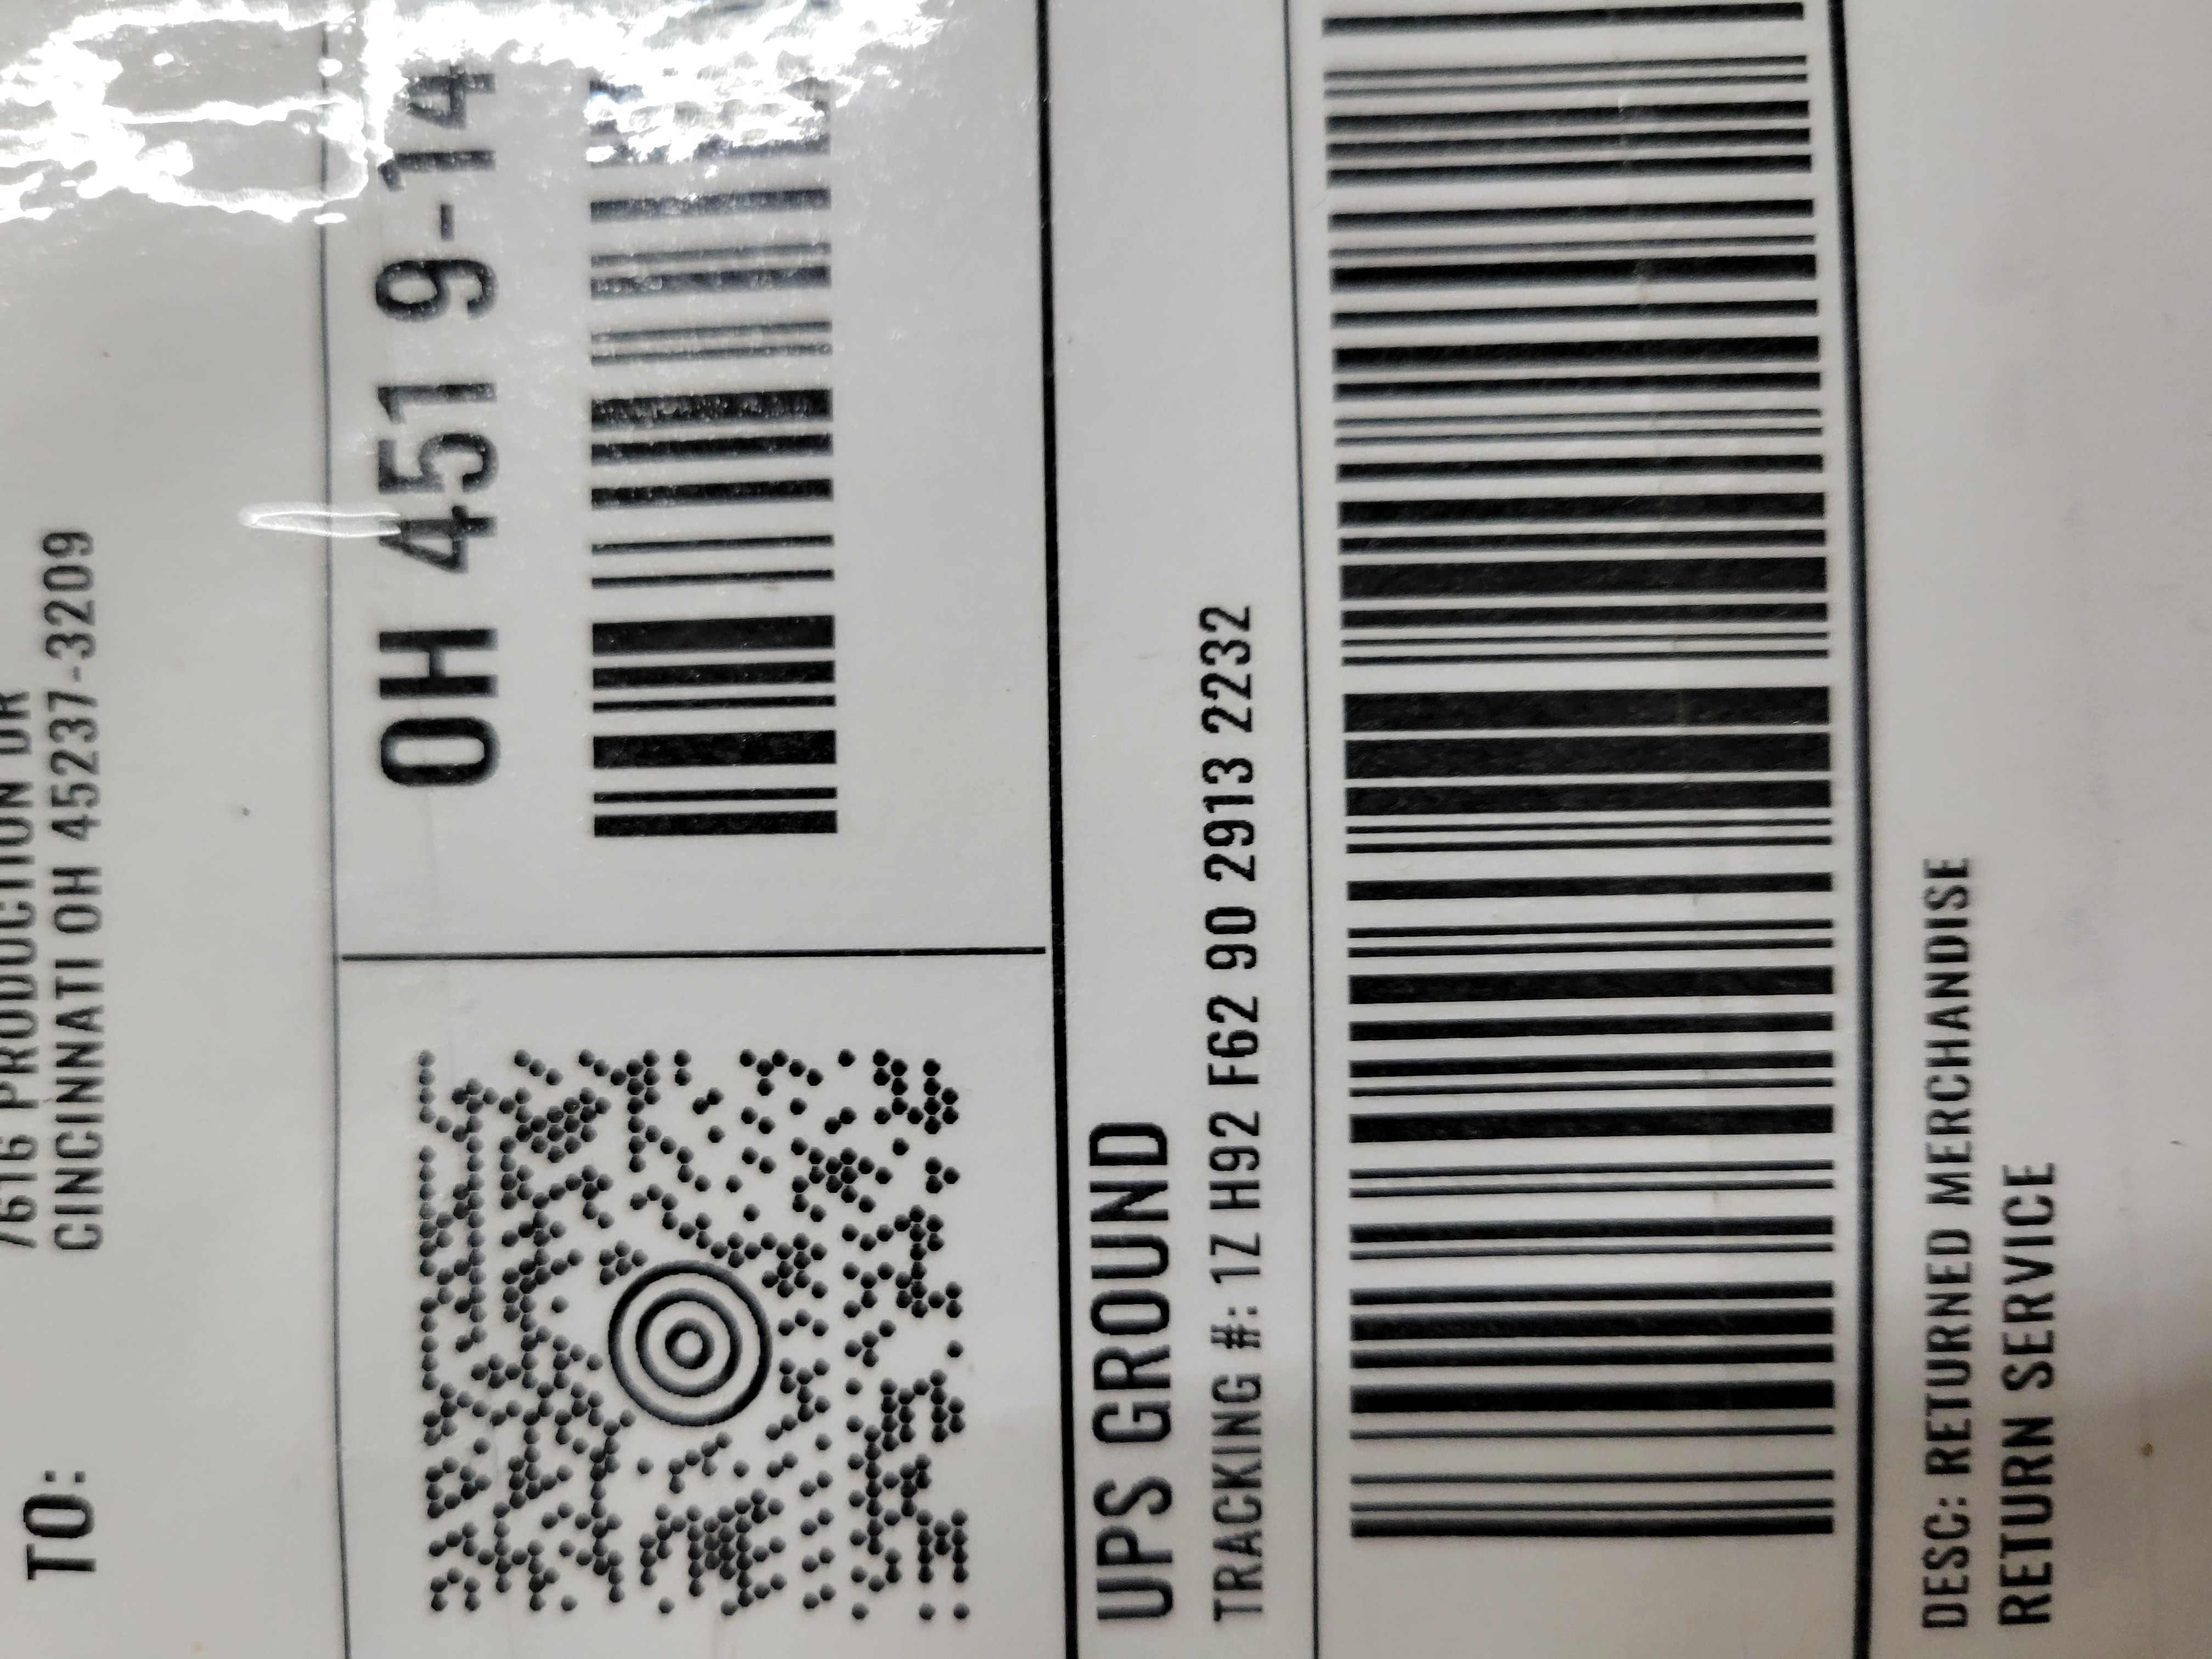 TO:
7616 PRODUCTION DR
CINCINNATI OH 45237-3209
OH 451 9-14
UPS GROUND
TRACKING #: 1Z H92 F62 90 2913 2232
DESC: RETURNED MERCHANDISE
RETURN SERVICE